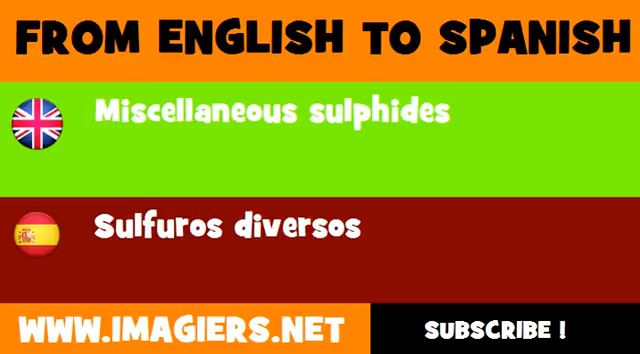 FROM ENGLISH TO SPANISH
Miscellaneous sulphides
Sulfuros diversos
WWW.IMAGIERS.NET
SUBSCRIBE !